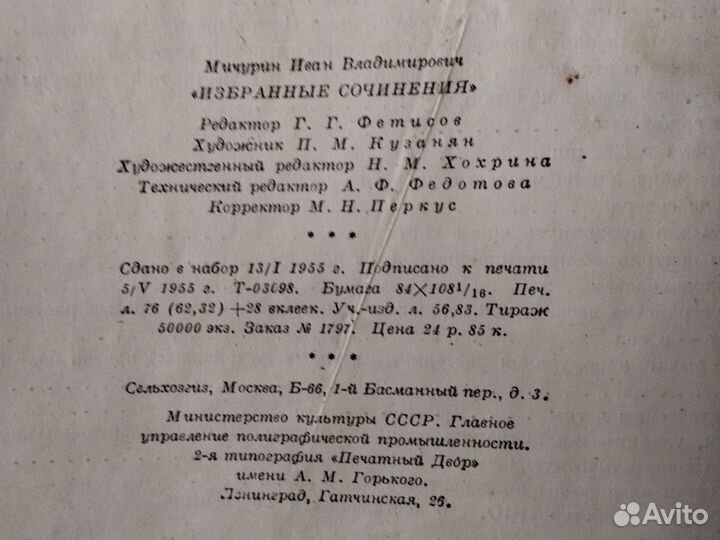 Мичурин Иван Владимирович
«ИЗБРАННЫЕ СОЧИНЕНИЯ»
Редактор Г. Г. Фетисов
Художник П. М. Кузанян
Художественный редактор Н. М. Хохрина
Технический редактор А. Ф. Федотова
Корректор М. Н. Перкус
* * *
Сдано в набор 13/I 1955 г. Подписано к печати
5/V 1955 г. Т-03098. Бумага 84×108¹/₁₆. Печ.
л. 76 (62,32) +28 вклеек. Уч.-изд. л. 56,83. Тираж
50000 экз. Заказ № 1797. Цена 24 р. 85 к.
* * *
Сельхозгиз, Москва, Б-66, 1-й Басманный пер., д. 3.
Министерство культуры СССР. Главное
управление полиграфической промышленности.
2-я типография «Печатный Двор»
имени А. М. Горького.
Ленинград, Гатчинская, 26.
Avito